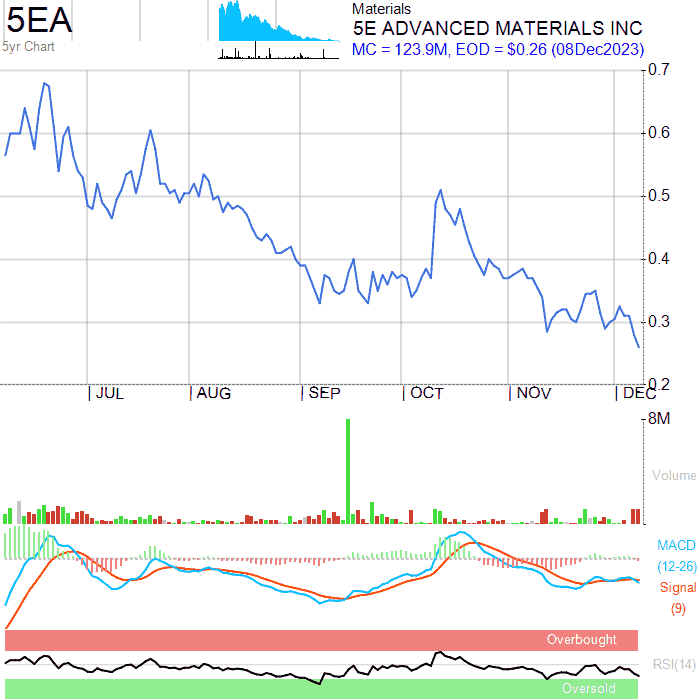 5EA
5yr Chart
Materials
5E ADVANCED MATERIALS INC
MC = 123.9M, EOD = $0.26 (08Dec2023)
0.7
0.6
0.5
0.4
0.3
0.2
JUL AUG SEP OCT NOV DEC
8M
Volume
MACD
(12-26)
Signal
(9)
Overbought
RSI(14)
Oversold